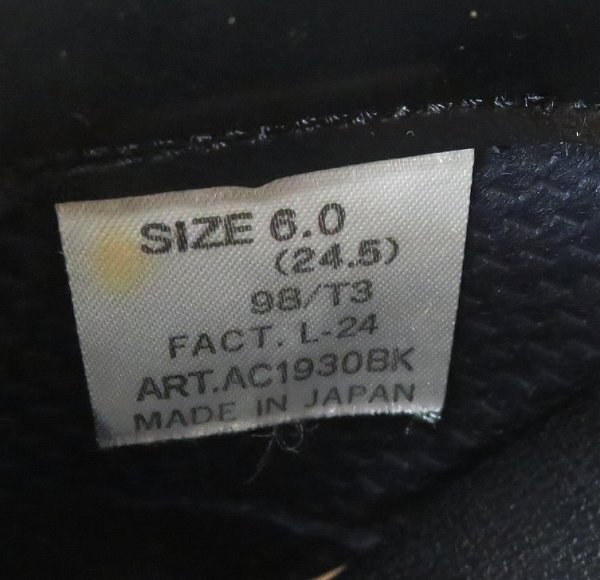 SIZE 6.0
(24.5)
98/T3
FACT. L-24
ART.AC1930BK
MADE IN JAPAN